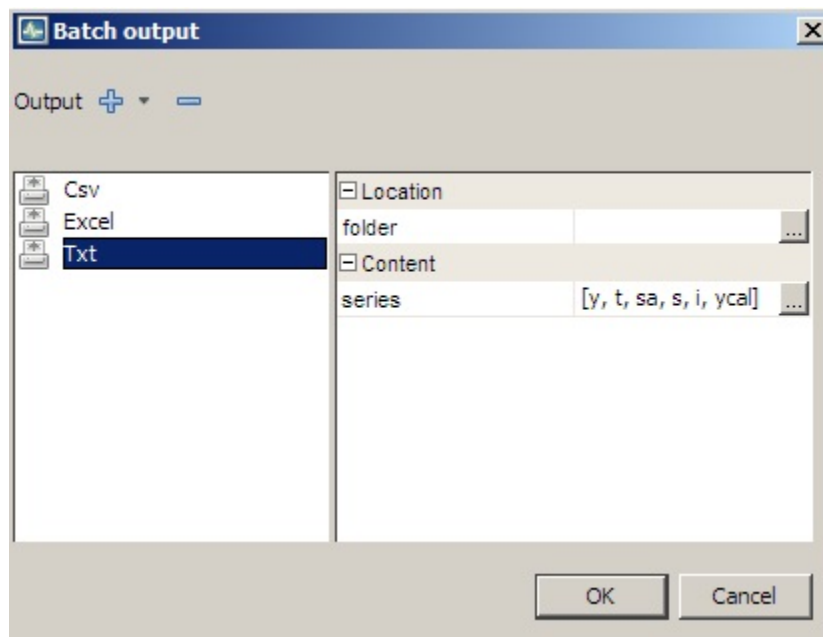 Batch output
Output
Csv
Excel
Txt
Location
folder
...
Content
series [y, t, sa, s, i, ycal] ...
OK Cancel